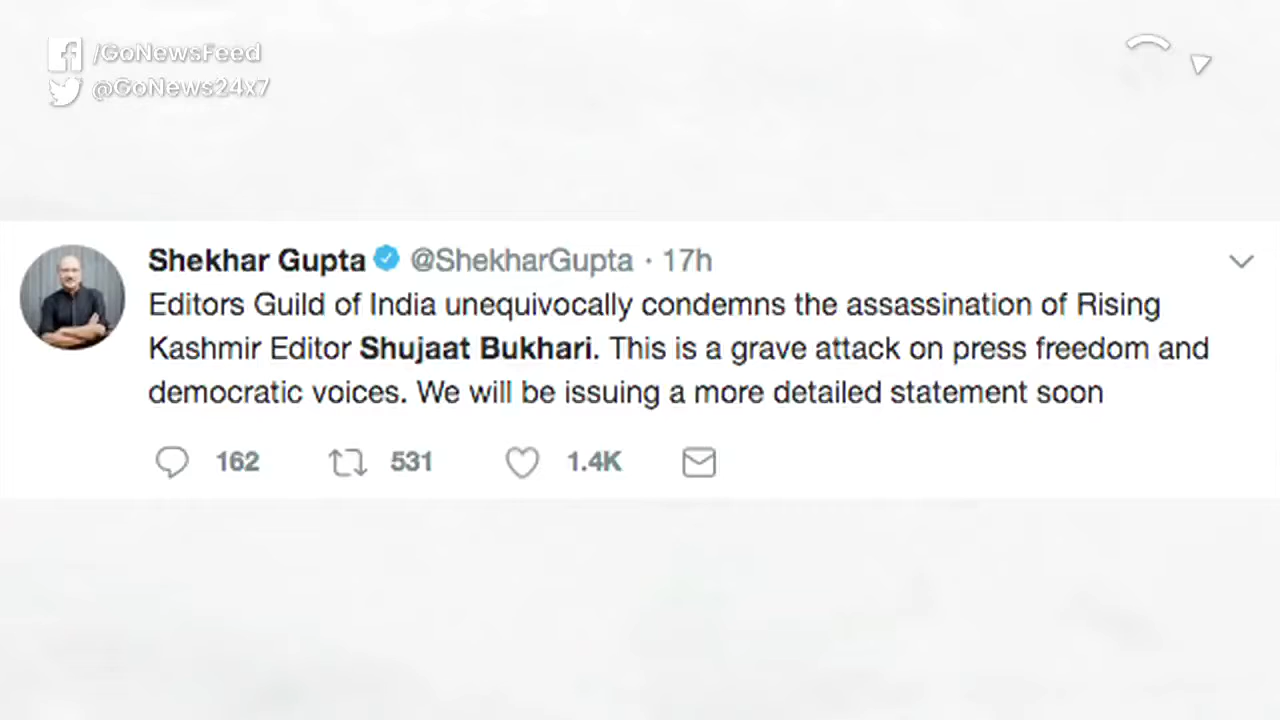 /GoNewsFeed
@GoNews24x7
Shekhar Gupta @ShekharGupta · 17h
Editors Guild of India unequivocally condemns the assassination of Rising
Kashmir Editor Shujaat Bukhari. This is a grave attack on press freedom and
democratic voices. We will be issuing a more detailed statement soon
162 531 1.4K